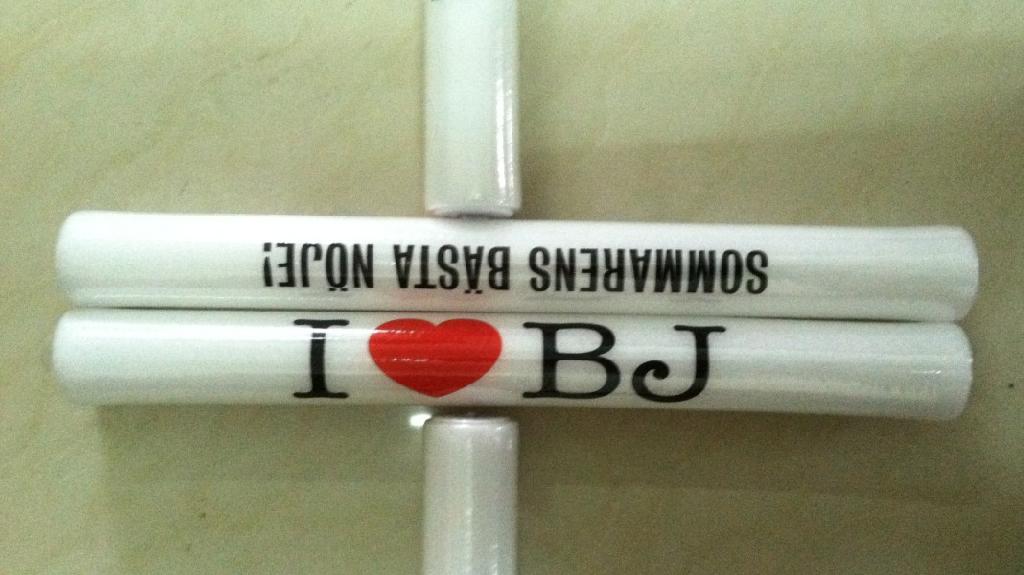 SOMMARENS BÄSTA NÖJE!
I ❤ BJ